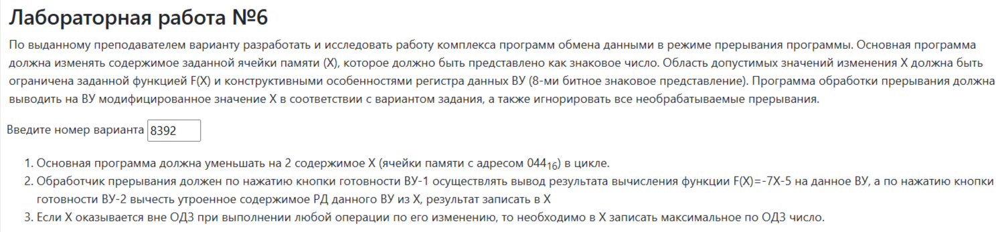 Лабораторная работа №6
По выданному преподавателем варианту разработать и исследовать работу комплекса программ обмена данными в режиме прерывания программы. Основная программа
должна изменять содержимое заданной ячейки памяти (Х), которое должно быть представлено как знаковое число. Область допустимых значений изменения Х должна быть
ограничена заданной функцией F(X) и конструктивными особенностями регистра данных ВУ (8-ми битное знаковое представление). Программа обработки прерывания должна
выводить на ВУ модифицированное значение Х в соответствии с вариантом задания, а также игнорировать все необрабатываемые прерывания.
Введите номер варианта 8392
1. Основная программа должна уменьшать на 2 содержимое X (ячейки памяти с адресом 044₁₆) в цикле.
2. Обработчик прерывания должен по нажатию кнопки готовности ВУ-1 осуществлять вывод результата вычисления функции F(X)=-7X-5 на данное ВУ, а по нажатию кнопки
готовности ВУ-2 вычесть утроенное содержимое РД данного ВУ из X, результат записать в X
3. Если Х оказывается вне ОДЗ при выполнении любой операции по его изменению, то необходимо в Х записать максимальное по ОДЗ число.